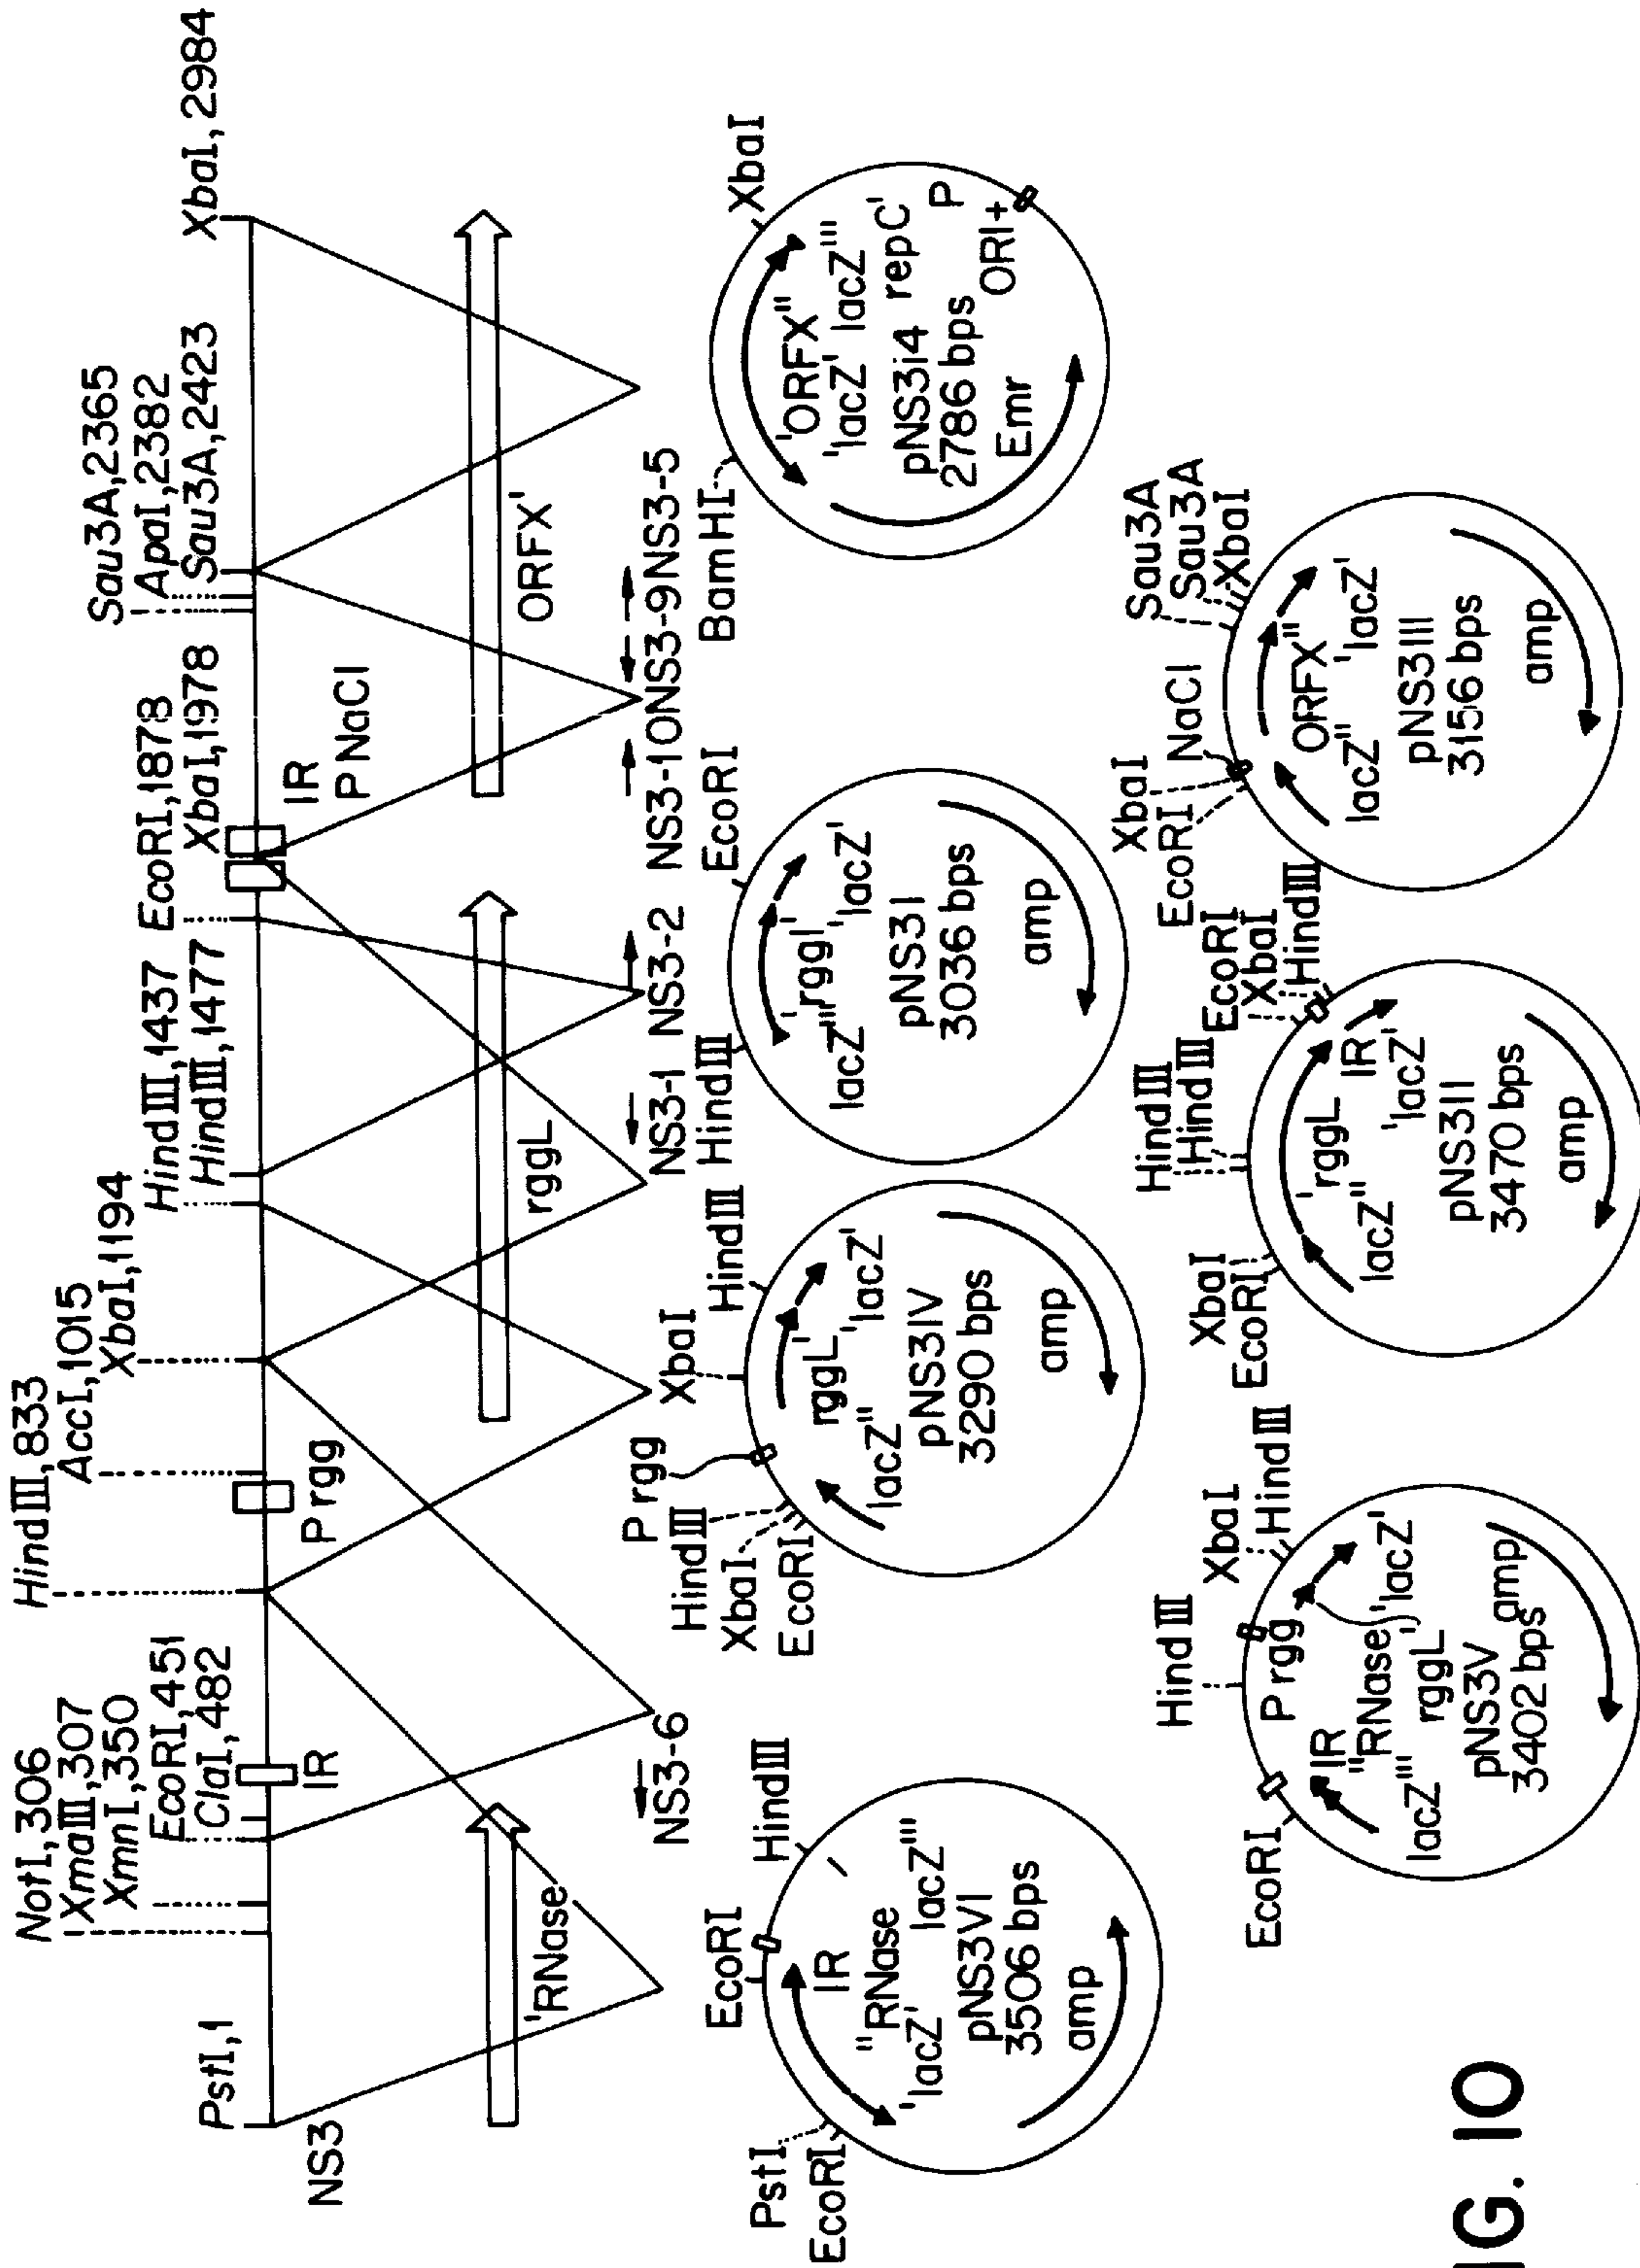 PstI, 1
NotI, 306
XmaIII, 307
XmnI, 350
EcoRI, 451
ClaI, 482
HindIII, 833
AccI, 1015
XbaI, 1194
HindIII, 1437
HindIII, 1477
EcoRI, 1878
XbaI, 1978
Sau3A, 2365
ApaI, 2382
Sau3A, 2423
XbaI, 2984
NS3
IR
P rgg
IR
P NaCl
'RNase
rggL
ORFX'
NS3-6
NS3-1
NS3-2
NS3-10
NS3-9
NS3-5
PstI
EcoRI
EcoRI
HindIII
IR
"RNase
'lacZ'
lacZ'''
pNS3VI
3506 bps
amp
EcoRI
XbaI
HindIII
P rgg
XbaI
HindIII
rggL'
lacZ''
'lacZ'
pNS3IV
3290 bps
amp
HindIII
EcoRI
'rggl'
lacZ'''
'lacZ'
pNS3I
3036 bps
amp
BamHI
XbaI
'ORFX''
'lacZ'
lacZ'''
pNS3i4
2786 bps
repC'
P
ORI+
Emr
EcoRI
HindIII
XbaI
HindIII
P rgg
IR
"RNase'
lacZ'''
rggL'
'lacZ'
pNS3V
3402 bps
amp
EcoRI
XbaI
HindIII
HindIII
EcoRI
XbaI
HindIII
'rggL
IR
lacZ''
'lacZ'
pNS3II
3470 bps
amp
EcoRI
XbaI
NaCl
Sau3A
Sau3A
XbaI
ORFX''
lacZ''
'lacZ'
pNS3III
3156 bps
amp
IG. 10